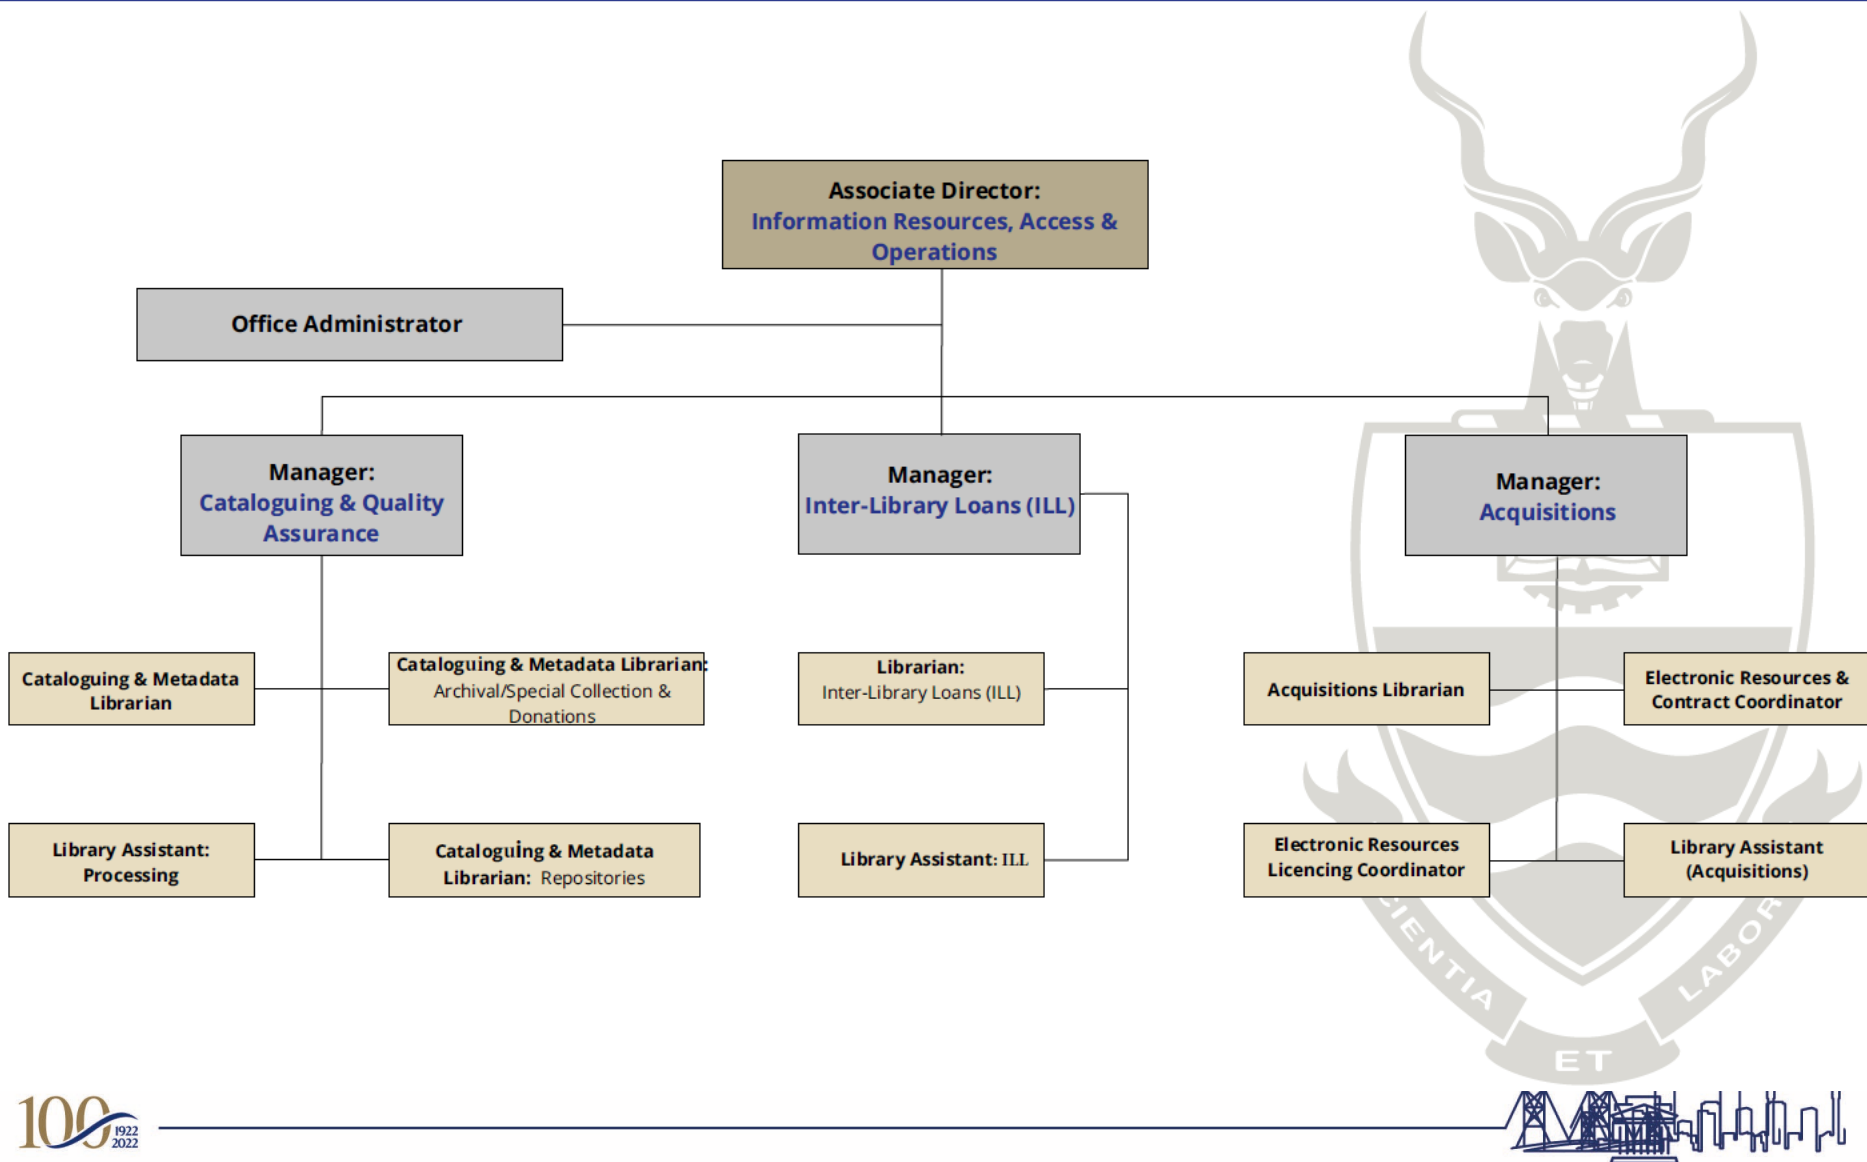 Associate Director:
Information Resources, Access &
Operations
Office Administrator
Manager:
Cataloguing & Quality
Assurance
Manager:
Inter-Library Loans (ILL)
Manager:
Acquisitions
Cataloguing & Metadata
Librarian
Cataloguing & Metadata Librarian:
Archival/Special Collection &
Donations
Librarian:
Inter-Library Loans (ILL)
Acquisitions Librarian
Electronic Resources &
Contract Coordinator
Library Assistant:
Processing
Cataloguing & Metadata
Librarian: Repositories
Library Assistant: ILL
Electronic Resources
Licencing Coordinator
Library Assistant
(Acquisitions)
ET
100
1922
2022